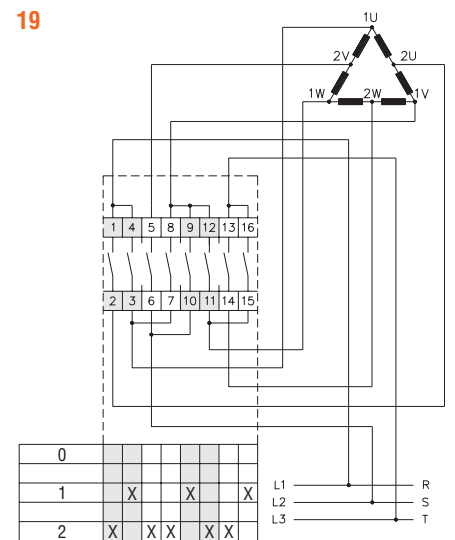 19
1U
2V 2U
1W 2W 1V
1 4 5 8 9 12 13 16
2 3 6 7 10 11 14 15
0
1 X X X
2 X X X X X
L1 R
L2 S
L3 T